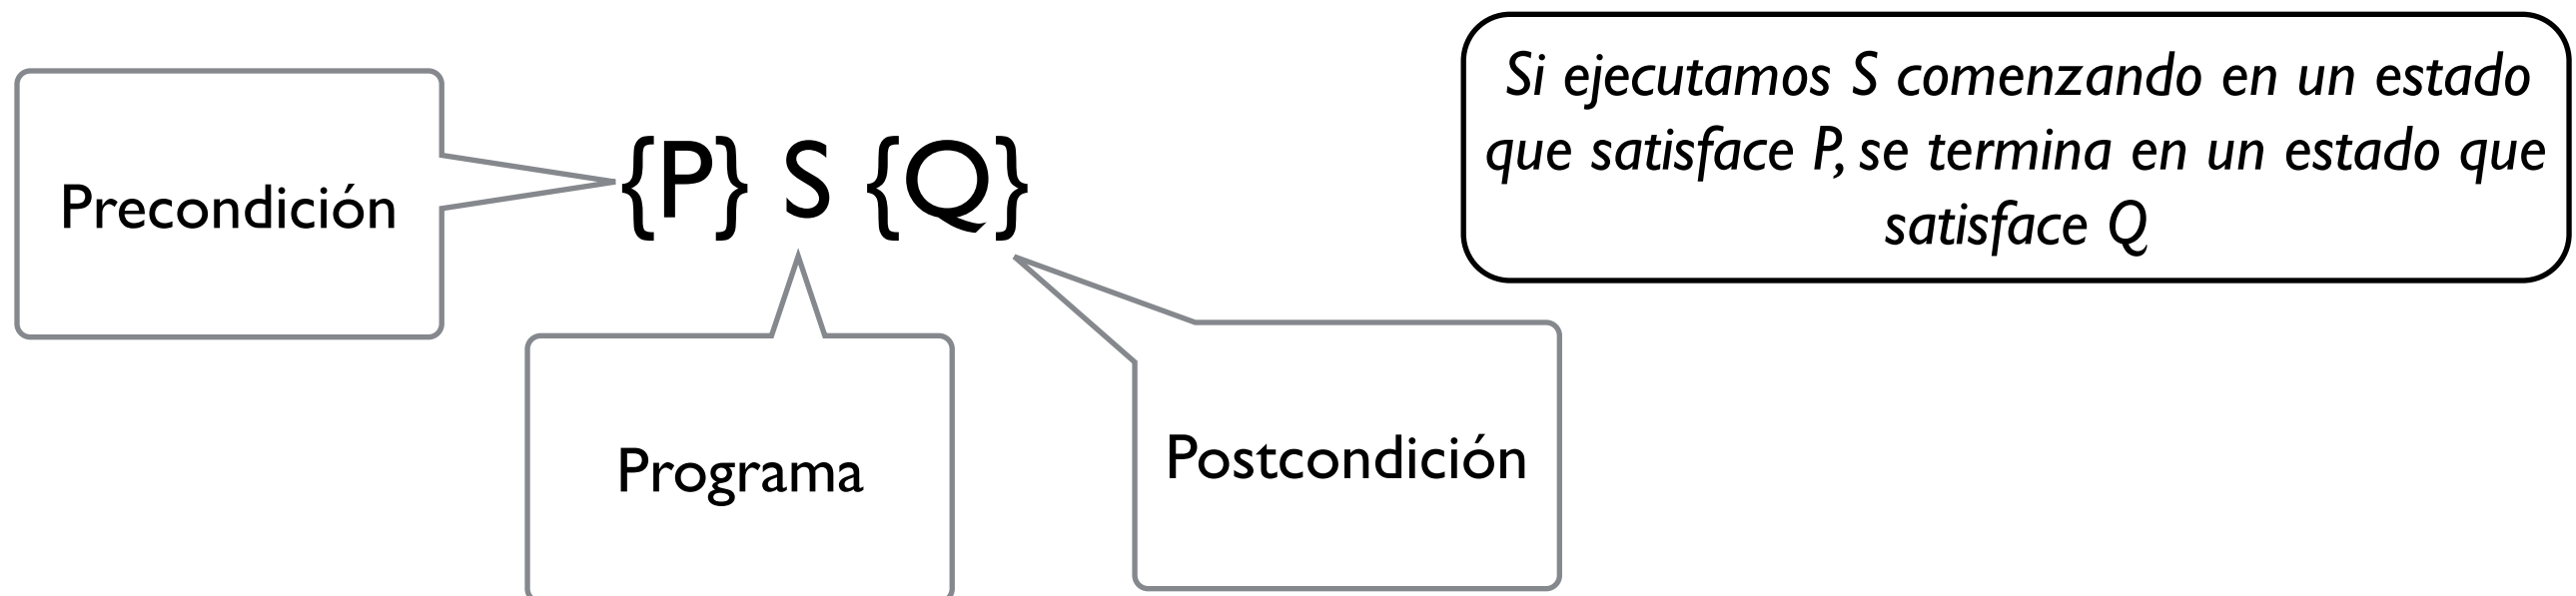 Precondición
{P} S {Q}
Programa
Postcondición
Si ejecutamos S comenzando en un estado
que satisface P, se termina en un estado que
satisface Q